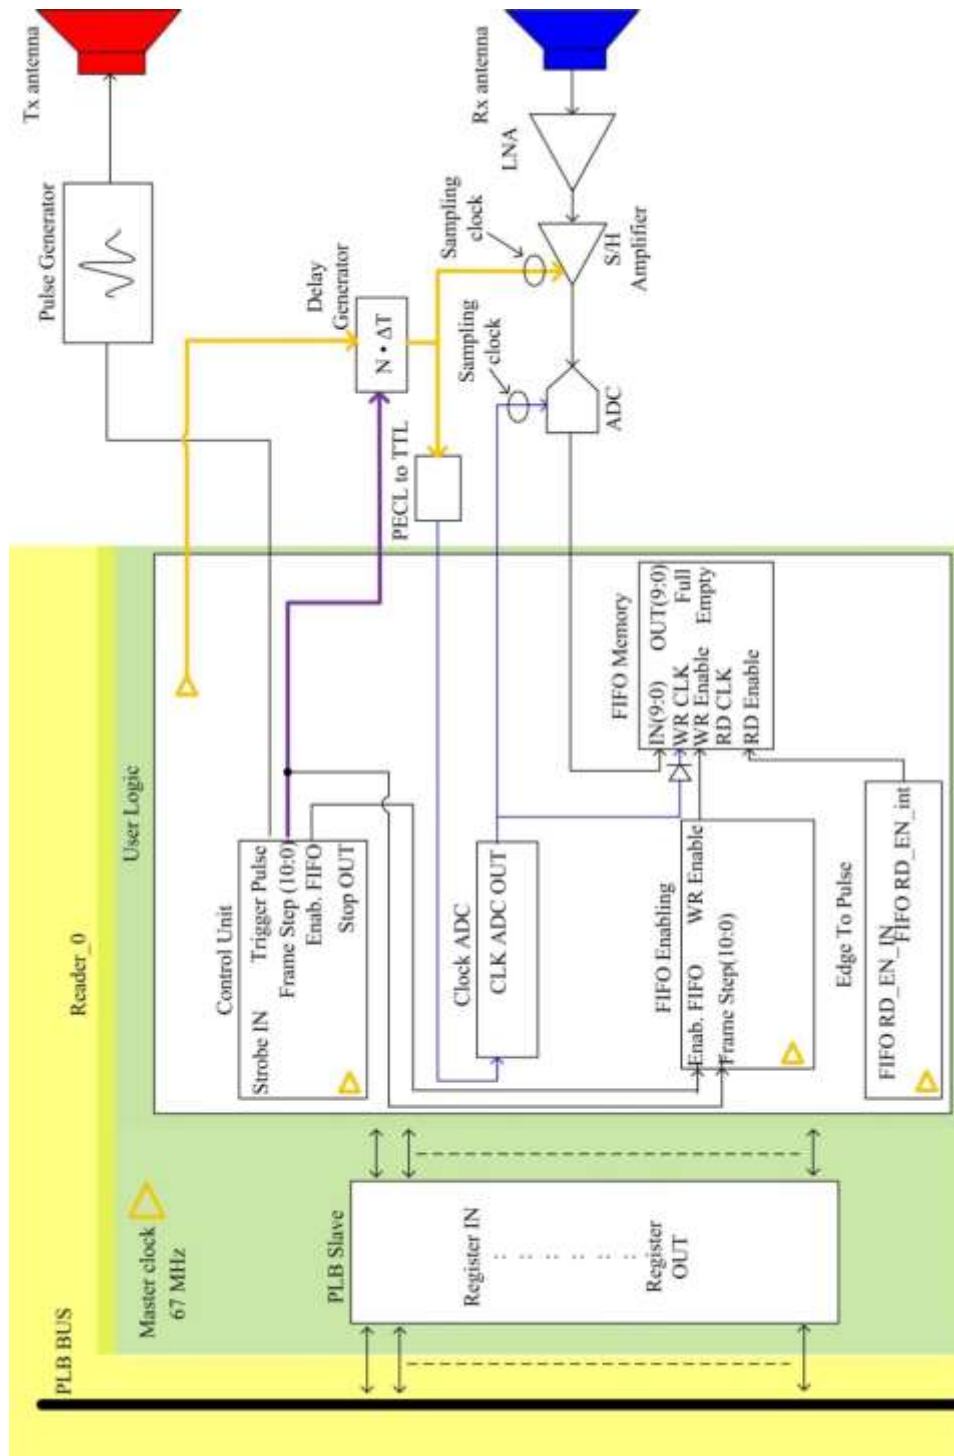 PLB BUS
Reader_0
User Logic
Master clock
67 MHz
PLB Slave
Register IN
Register
OUT
Control Unit
Strobe IN
Trigger Pulse
Frame Step (10:0)
Enab. FIFO
Stop OUT
Clock ADC
CLK ADC OUT
FIFO Enabling
Enab. FIFO
WR Enable
Frame Step(10:0)
Edge To Pulse
FIFO RD_EN_IN
FIFO RD_EN_int
FIFO Memory
IN(9:0)
OUT(9:0)
WR CLK
Full
WR Enable
Empty
RD CLK
RD Enable
Pulse Generator
Tx antenna
Delay
Generator
N • ΔT
PECL to TTL
Sampling
clock
Sampling
clock
ADC
S/H
Amplifier
LNA
Rx antenna